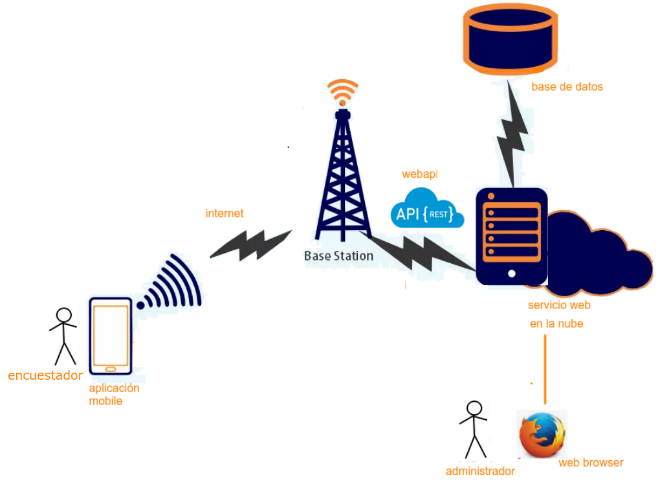 base de datos
webapi
API {REST}
internet
Base Station
servicio web
en la nube
encuestador
aplicación
mobile
administrador
web browser